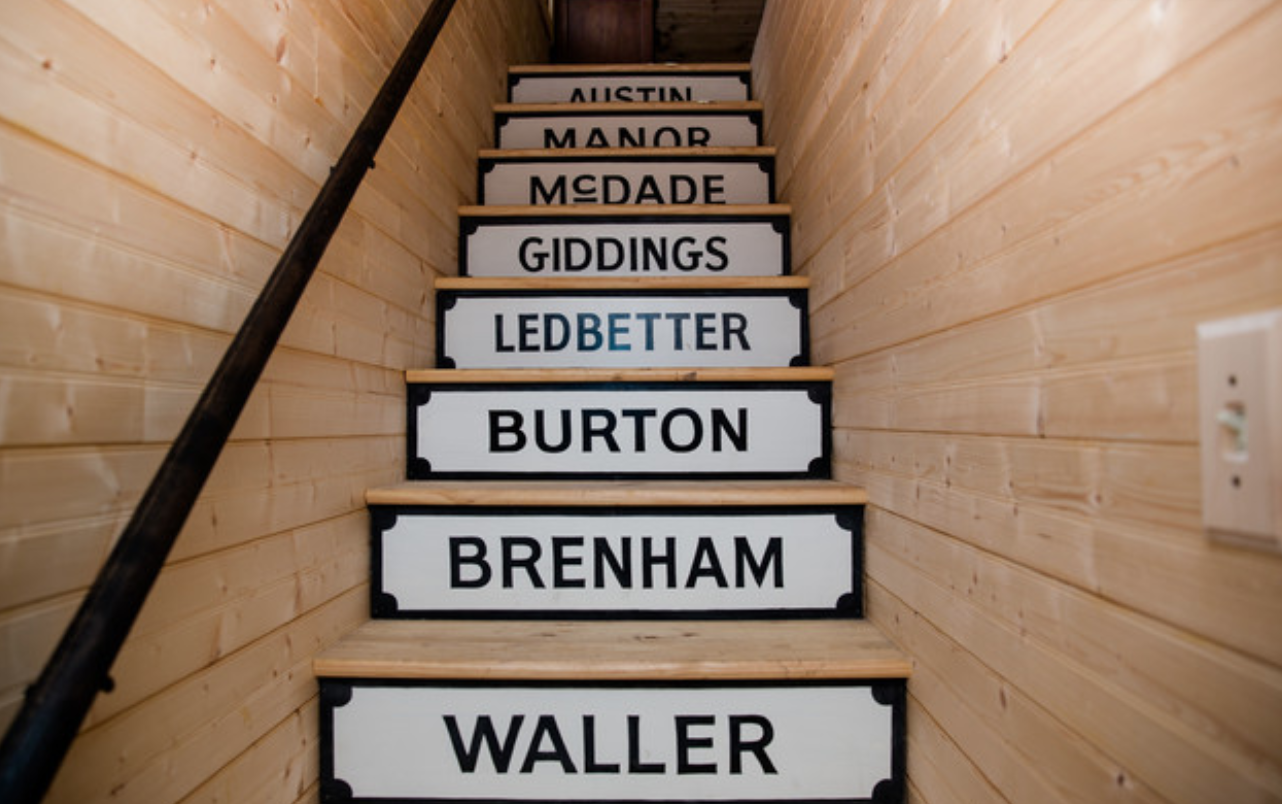 AUSTIN
MANOR
McDADE
GIDDINGS
LEDBETTER
BURTON
BRENHAM
WALLER